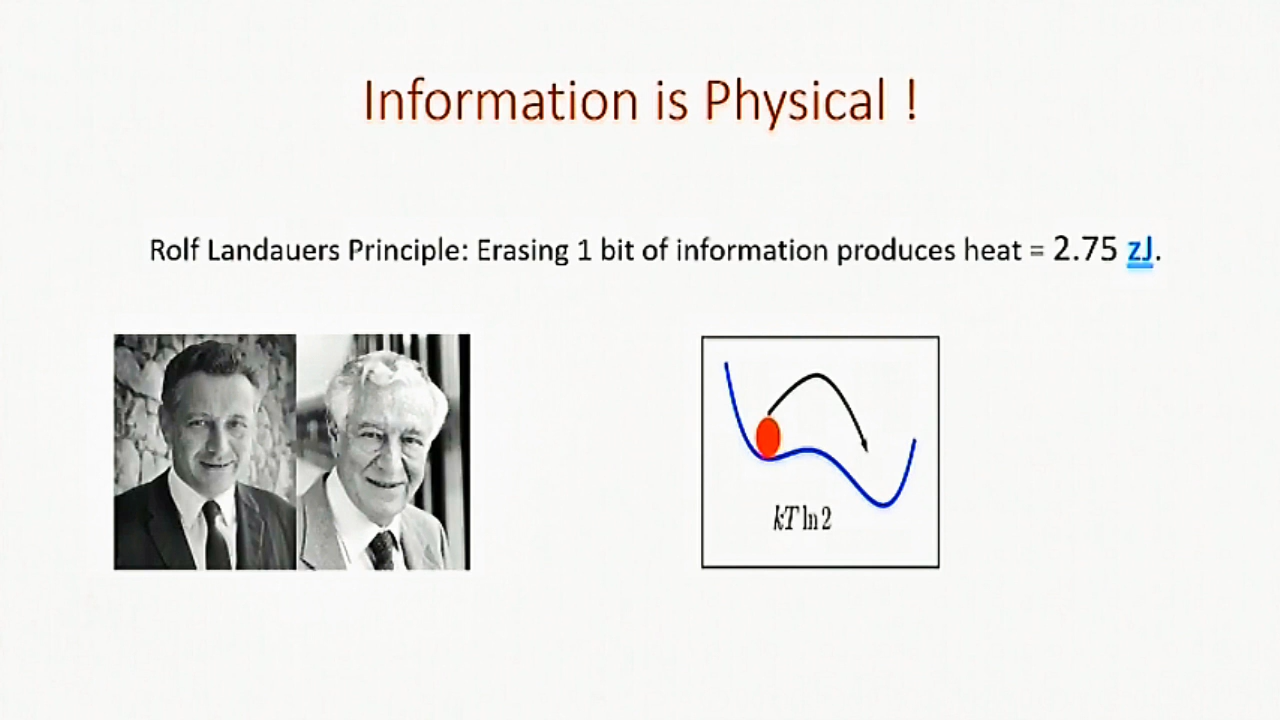 Information is Physical !
Rolf Landauers Principle: Erasing 1 bit of information produces heat = 2.75 zJ.
kT ln 2